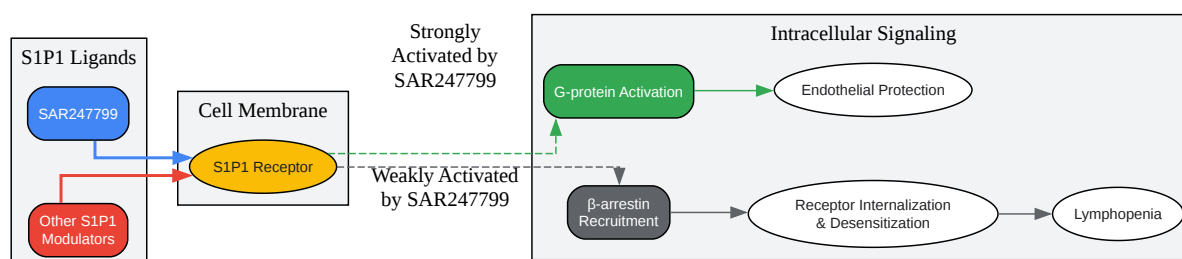 S1P1 Ligands
SAR247799
Other S1P1
Modulators
Cell Membrane
S1P1 Receptor
Strongly
Activated by
SAR247799
Weakly Activated
by SAR247799
Intracellular Signaling
G-protein Activation
Endothelial Protection
β-arrestin
Recruitment
Receptor Internalization
& Desensitization
Lymphopenia